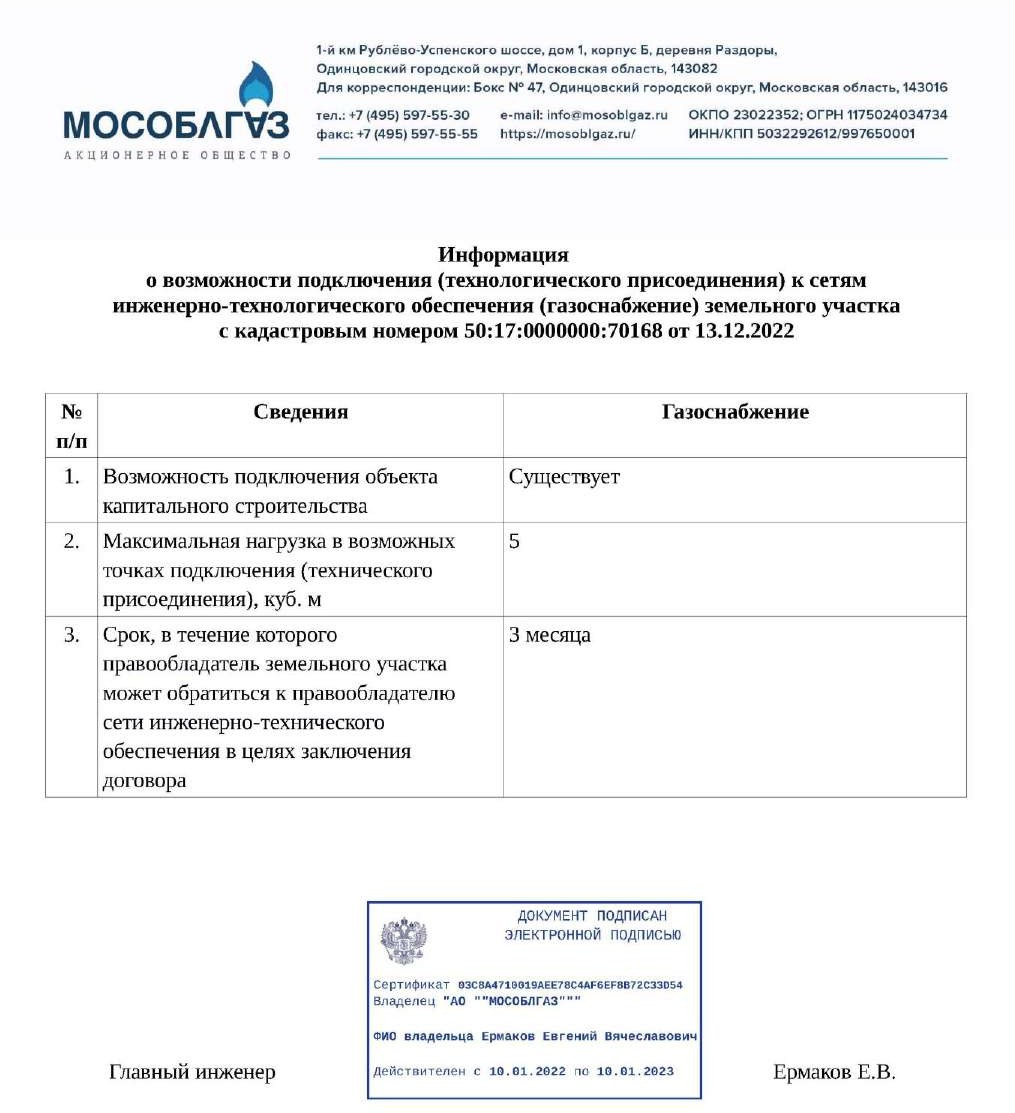 МОСОБЛГАЗ
АКЦИОНЕРНОЕ ОБЩЕСТВО
1-й км Рублёво-Успенского шоссе, дом 1, корпус Б, деревня Раздоры,
Одинцовский городской округ, Московская область, 143082
Для корреспонденции: Бокс № 47, Одинцовский городской округ, Московская область, 143016
тел.: +7 (495) 597-55-30 e-mail: info@mosoblgaz.ru ОКПО 23022352; ОГРН 1175024034734
факс: +7 (495) 597-55-55 https://mosoblgaz.ru/ ИНН/КПП 5032292612/997650001
Информация
о возможности подключения (технологического присоединения) к сетям
инженерно-технологического обеспечения (газоснабжение) земельного участка
с кадастровым номером 50:17:0000000:70168 от 13.12.2022
№ п/п Сведения Газоснабжение
1. Возможность подключения объекта Существует
капитального строительства
2. Максимальная нагрузка в возможных 5
точках подключения (технического
присоединения), куб. м
3. Срок, в течение которого 3 месяца
правообладатель земельного участка
может обратиться к правообладателю
сети инженерно-технического
обеспечения в целях заключения
договора
ДОКУМЕНТ ПОДПИСАН
ЭЛЕКТРОННОЙ ПОДПИСЬЮ
Сертификат 03C8A4710019AEE78C4AF6EF8B72C33D54
Владелец "АО ""МОСОБЛГАЗ"""
ФИО владельца Ермаков Евгений Вячеславович
Действителен с 10.01.2022 по 10.01.2023
Главный инженер Ермаков Е.В.